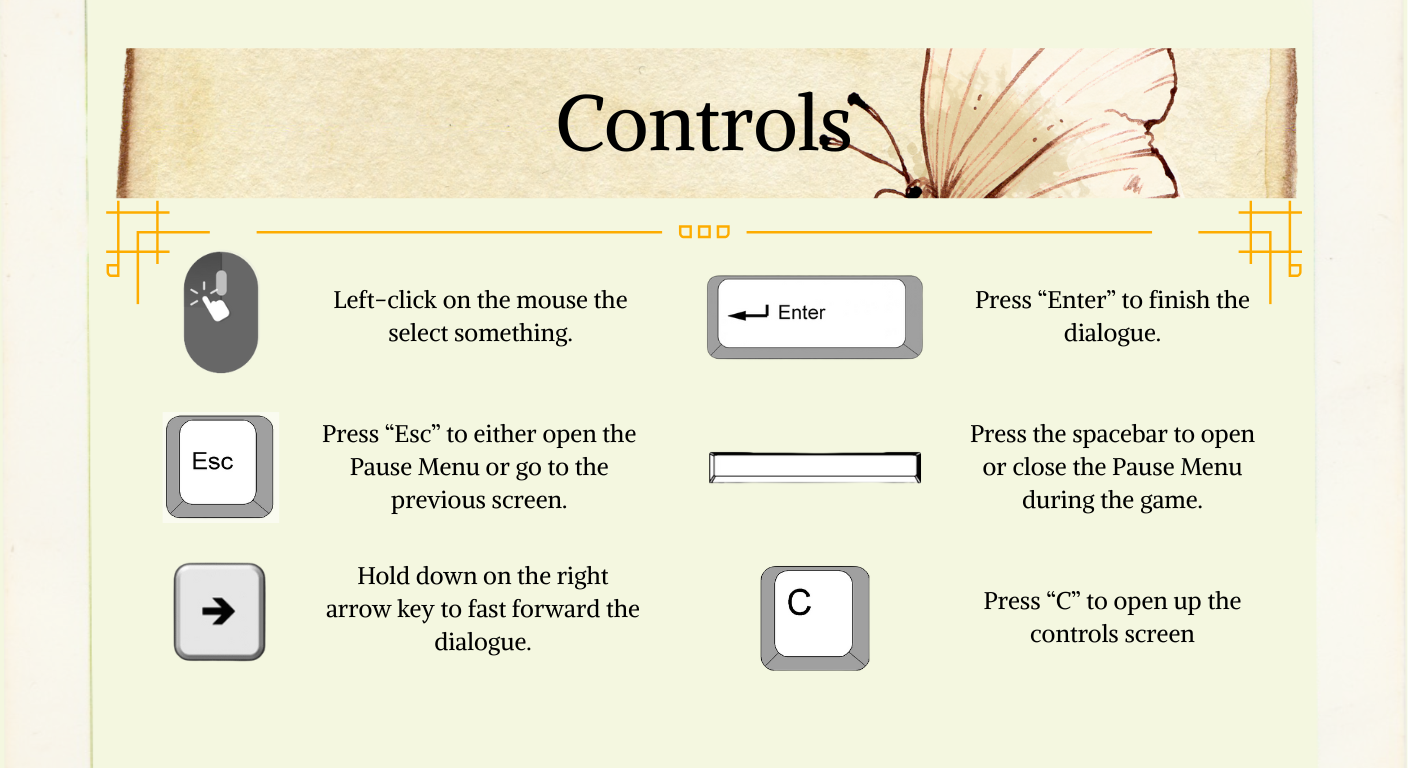 Controls
Left-click on the mouse the
select something.
Enter
Press “Enter” to finish the
dialogue.
Esc
Press “Esc” to either open the
Pause Menu or go to the
previous screen.
Press the spacebar to open
or close the Pause Menu
during the game.
Hold down on the right
arrow key to fast forward the
dialogue.
C
Press “C” to open up the
controls screen